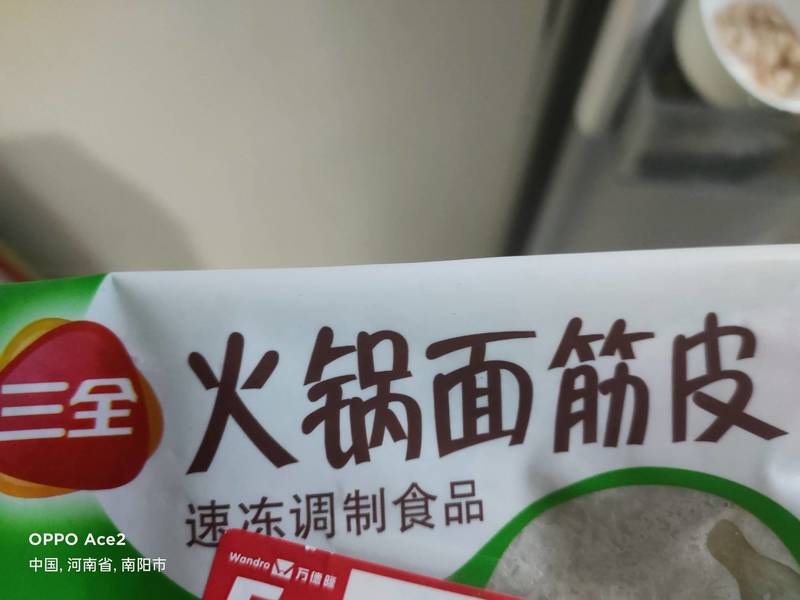 火锅面筋皮
三全
速冻调制食品
Wandro 万德隆
OPPO Ace2
中国, 河南省, 南阳市